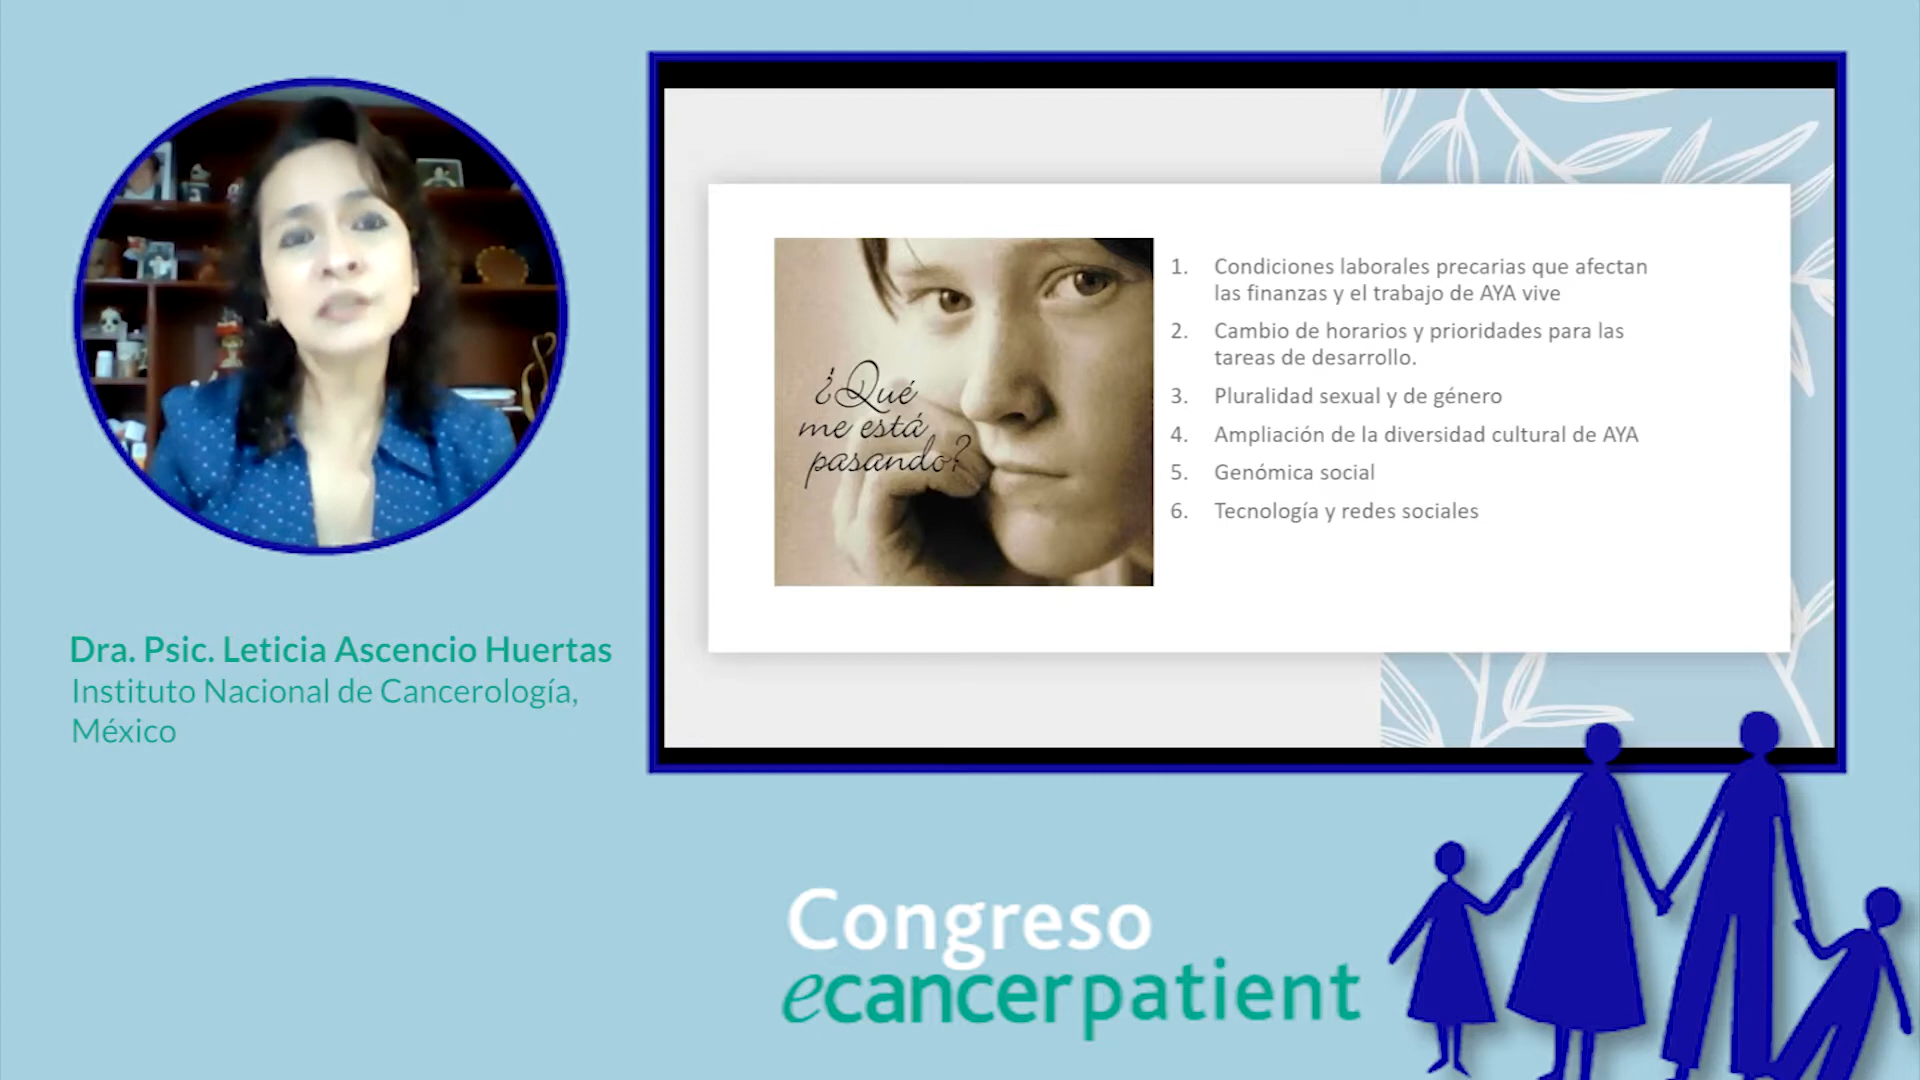 ¿Qué
me está
pasando?
1. Condiciones laborales precarias que afectan
las finanzas y el trabajo de AYA vive
2. Cambio de horarios y prioridades para las
tareas de desarrollo.
3. Pluralidad sexual y de género
4. Ampliación de la diversidad cultural de AYA
5. Genómica social
6. Tecnología y redes sociales
Dra. Psic. Leticia Ascencio Huertas
Instituto Nacional de Cancerología,
México
Congreso
ecancerpatient